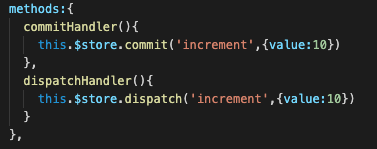 methods:{
  commitHandler(){
    this.$store.commit('increment',{value:10})
  },
  dispatchHandler(){
    this.$store.dispatch('increment',{value:10})
  }
},